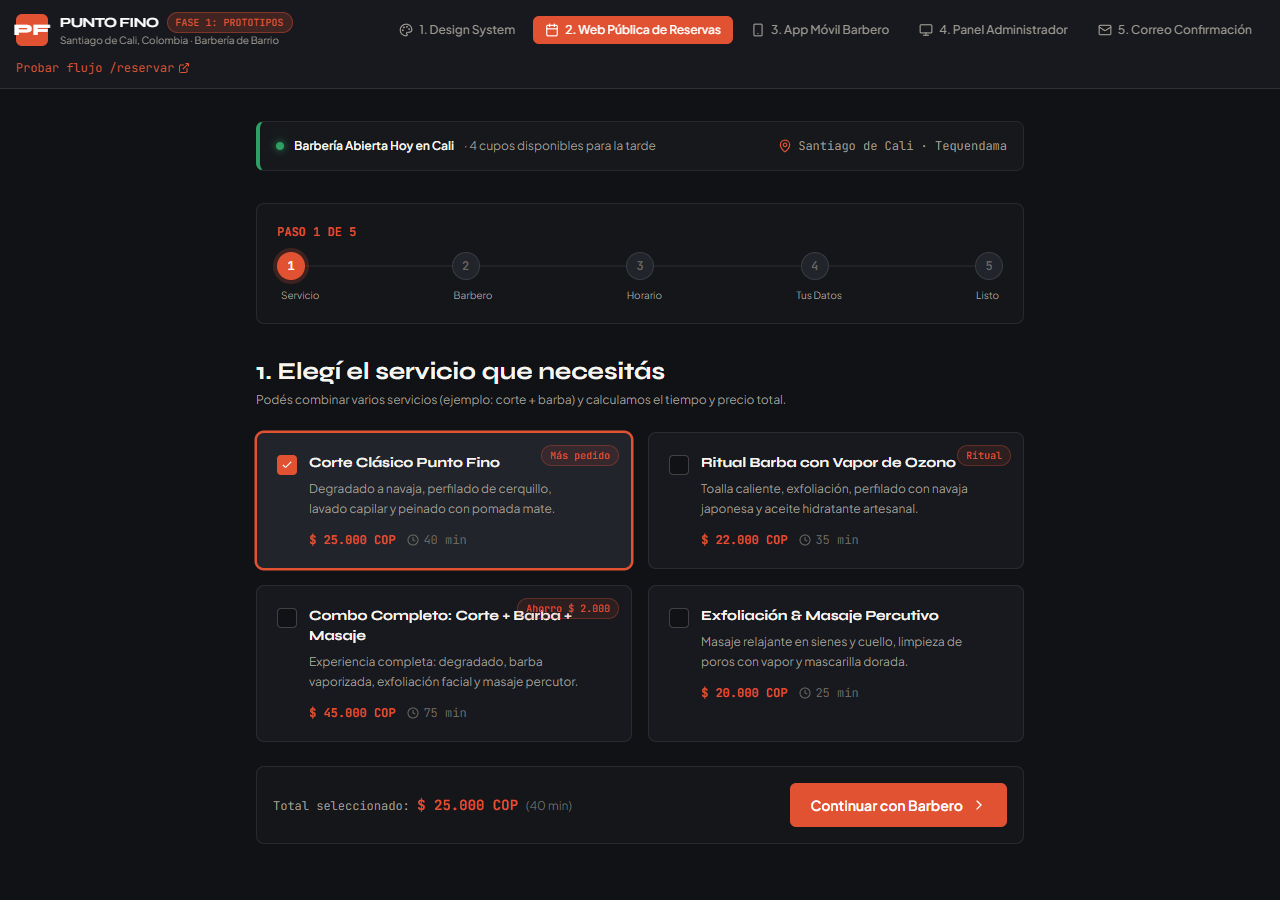 PF
PUNTO FINO
FASE 1: PROTOTIPOS
Santiago de Cali, Colombia · Barbería de Barrio
1. Design System
2. Web Pública de Reservas
3. App Móvil Barbero
4. Panel Administrador
5. Correo Confirmación
Probar flujo /reservar
Barbería Abierta Hoy en Cali · 4 cupos disponibles para la tarde
Santiago de Cali · Tequendama
PASO 1 DE 5
1
2
3
4
5
Servicio
Barbero
Horario
Tus Datos
Listo
1. Elegí el servicio que necesitás
Podés combinar varios servicios (ejemplo: corte + barba) y calculamos el tiempo y precio total.
Más pedido
Corte Clásico Punto Fino
Degradado a navaja, perfilado de cerquillo,
lavado capilar y peinado con pomada mate.
$ 25.000 COP
40 min
Ritual
Ritual Barba con Vapor de Ozono
Toalla caliente, exfoliación, perfilado con navaja
japonesa y aceite hidratante artesanal.
$ 22.000 COP
35 min
Ahorro $ 2.000
Combo Completo: Corte + Barba +
Masaje
Experiencia completa: degradado, barba
vaporizada, exfoliación facial y masaje percutor.
$ 45.000 COP
75 min
Exfoliación & Masaje Percutivo
Masaje relajante en sienes y cuello, limpieza de
poros con vapor y mascarilla dorada.
$ 20.000 COP
25 min
Total seleccionado: $ 25.000 COP (40 min)
Continuar con Barbero